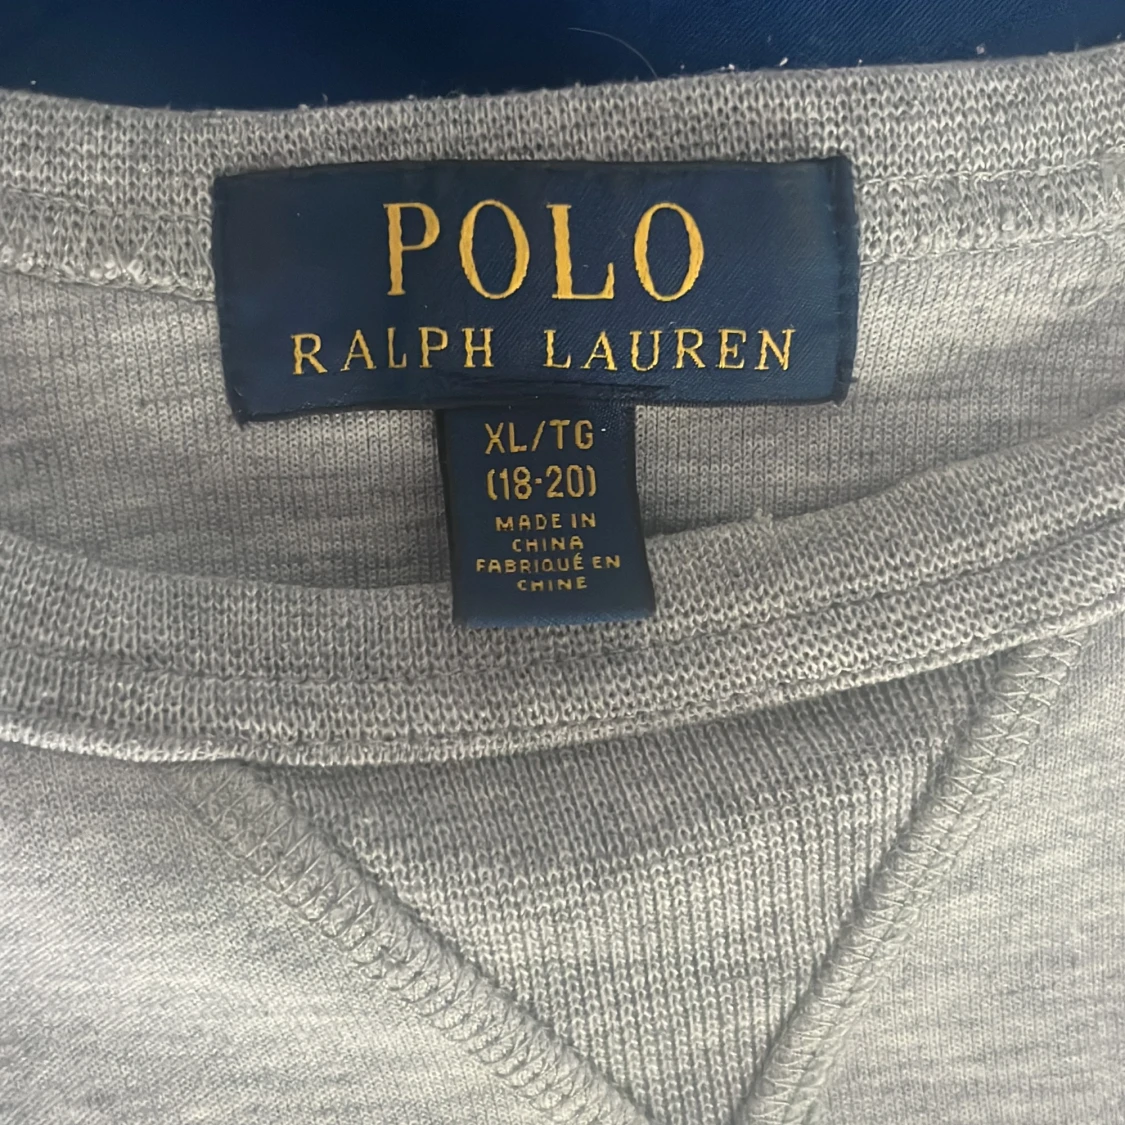 POLO
RALPH LAUREN
XL/TG
(18-20)
MADE IN
CHINA
FABRIQUÉ EN
CHINE